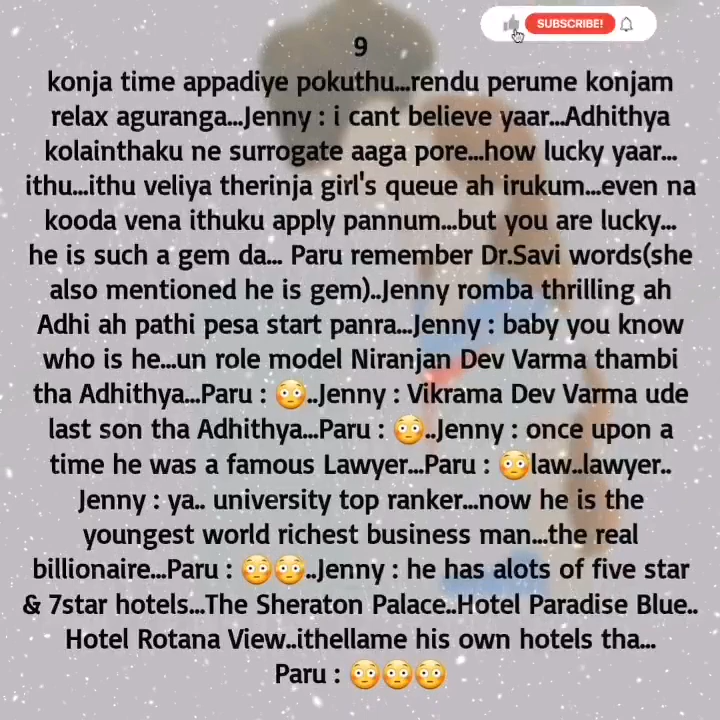 SUBSCRIBE!
9
konja time appadiye pokuthu...rendu perume konjam
relax aguranga...Jenny : i cant believe yaar...Adhithya
kolainthaku ne surrogate aaga pore...how lucky yaar...
ithu...ithu veliya therinja girl's queue ah irukum...even na
kooda vena ithuku apply pannum...but you are lucky...
he is such a gem da... Paru remember Dr.Savi words(she
also mentioned he is gem)..Jenny romba thrilling ah
Adhi ah pathi pesa start panra...Jenny : baby you know
who is he...un role model Niranjan Dev Varma thambi
tha Adhithya...Paru : 😳..Jenny : Vikrama Dev Varma ude
last son tha Adhithya...Paru : 😳..Jenny : once upon a
time he was a famous Lawyer...Paru : 😳law..lawyer..
Jenny : ya.. university top ranker...now he is the
youngest world richest business man...the real
billionaire...Paru : 😳😳..Jenny : he has alots of five star
& 7star hotels...The Sheraton Palace..Hotel Paradise Blue..
Hotel Rotana View..ithellame his own hotels tha...
Paru : 😳😳😳